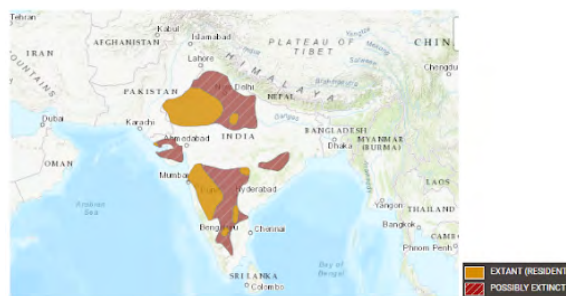 Tehran
Kabul
Islamabad
AFGHANISTAN
IRAN
Lahore
PLATEAU OF TIBET
CHIN
Chengdu
HIMALAYA
PAKISTAN
New Delhi
NEPAL
Dubai
Karachi
Ganges
Ahmedabad
INDIA
BANGLADESH
Dhaka
MYANMAR
(BURMA)
OMAN
Mumbai
Hyderabad
LAOS
Arabian
Sea
Yangon
THAILAND
Bangkok
Chennai
CAMB
Phnom Penh
Bay of
Bengal
SRI LANKA
Colombo
EXTANT (RESIDENT
POSSIBLY EXTINCT